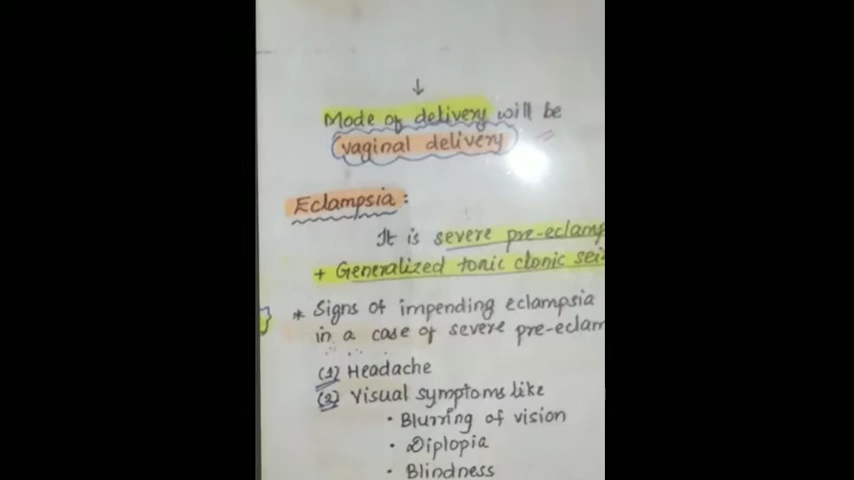 ↓
Mode of delivery will be
vaginal delivery
Eclampsia :
It is severe pre-eclamp
+ Generalized tonic clonic sei
* Signs of impending eclampsia
in a case of severe pre-eclam
(1) Headache
(2) Visual symptoms like
· Blurring of vision
· Diplopia
· Blindness